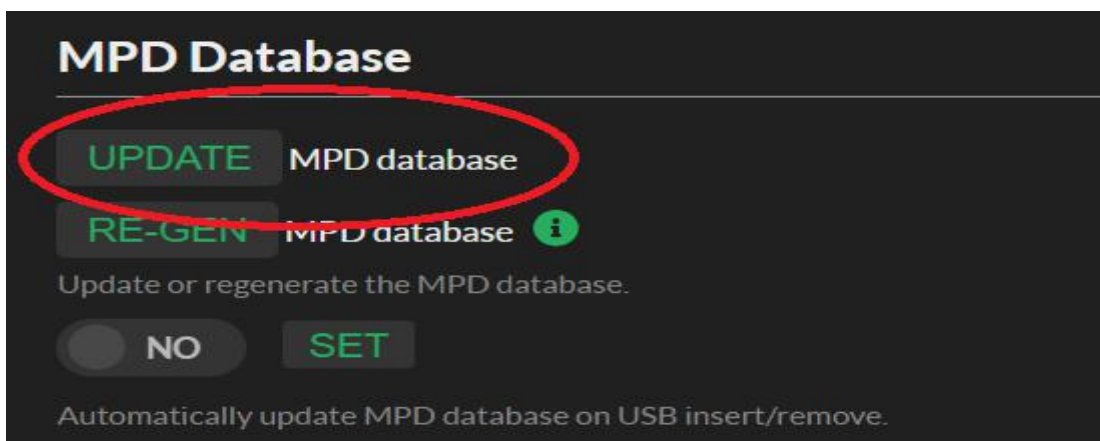 MPD Database
UPDATE MPD database
RE-GEN MPD database i
Update or regenerate the MPD database.
NO SET
Automatically update MPD database on USB insert/remove.